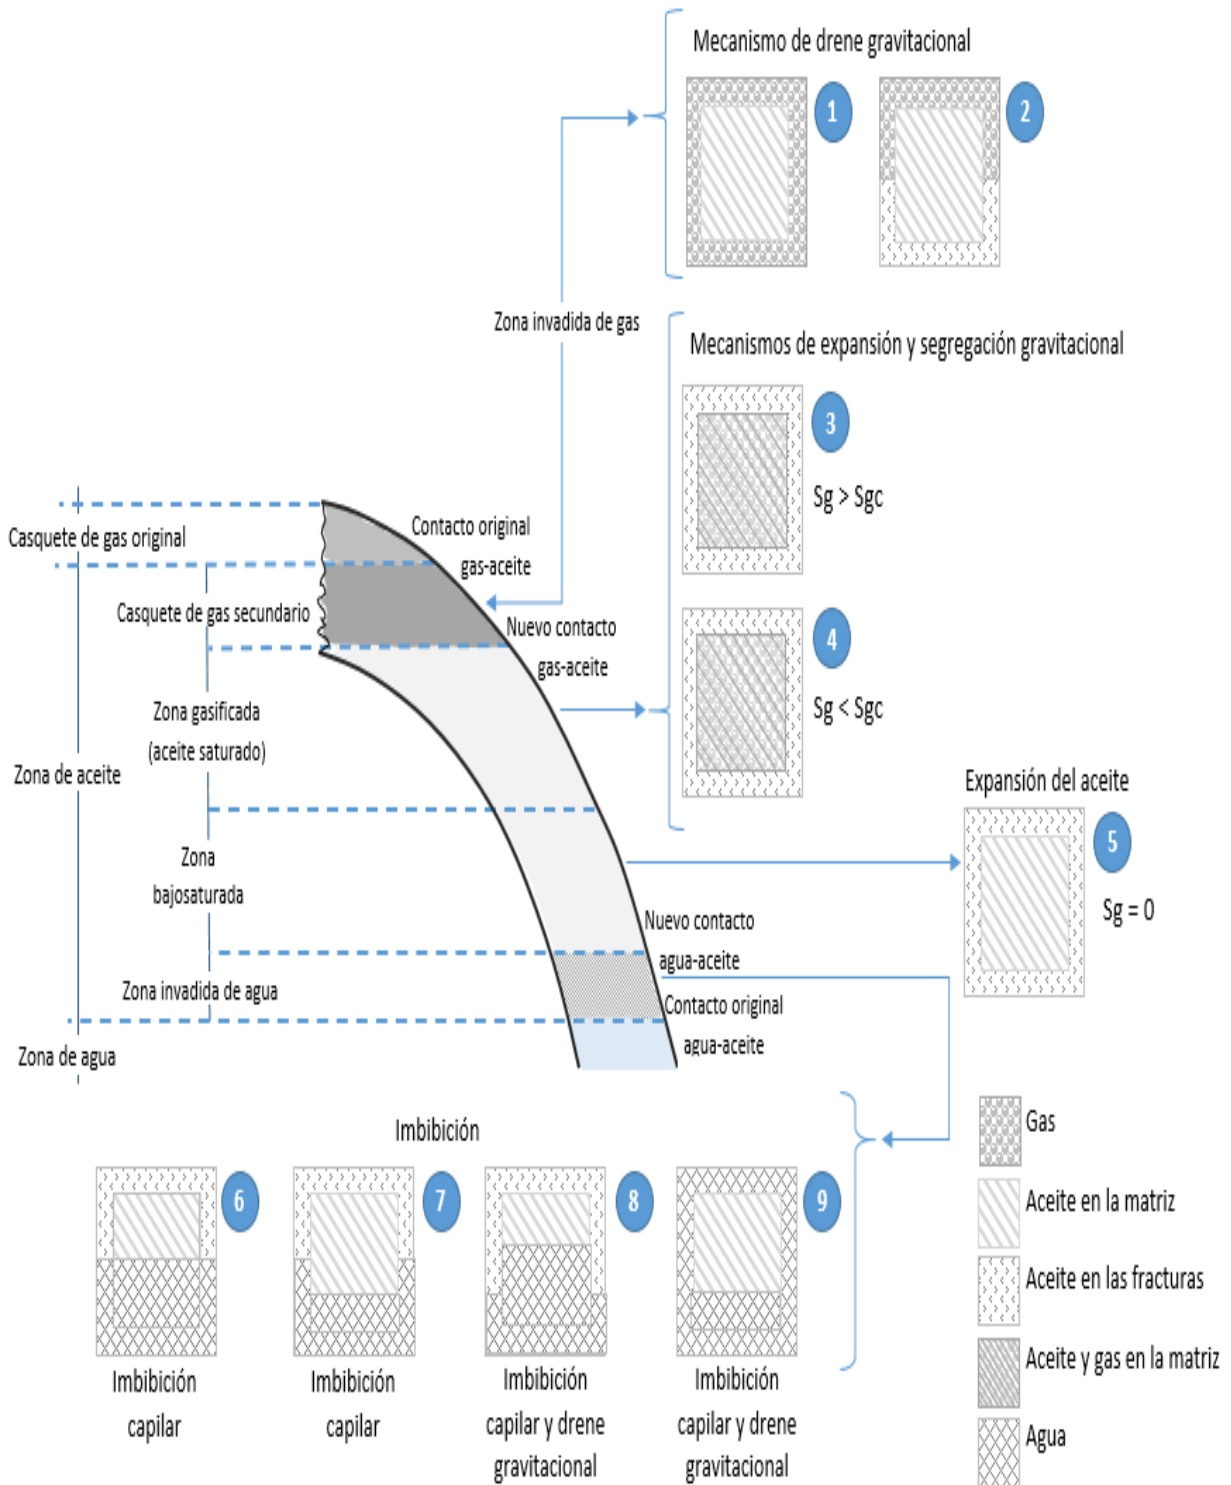 Mecanismo de drene gravitacional
1
2
Zona invadida de gas
Mecanismos de expansión y segregación gravitacional
3
Sg > Sgc
4
Sg < Sgc
Casquete de gas original
Contacto original
gas-aceite
Casquete de gas secundario
Nuevo contacto
gas-aceite
Zona gasificada
(aceite saturado)
Zona de aceite
Expansión del aceite
5
Sg = 0
Zona
bajosaturada
Nuevo contacto
agua-aceite
Zona invadida de agua
Contacto original
agua-aceite
Zona de agua
Imbibición
6
7
8
9
Imbibición
capilar
Imbibición
capilar
Imbibición
capilar y drene
gravitacional
Imbibición
capilar y drene
gravitacional
Gas
Aceite en la matriz
Aceite en las fracturas
Aceite y gas en la matriz
Agua